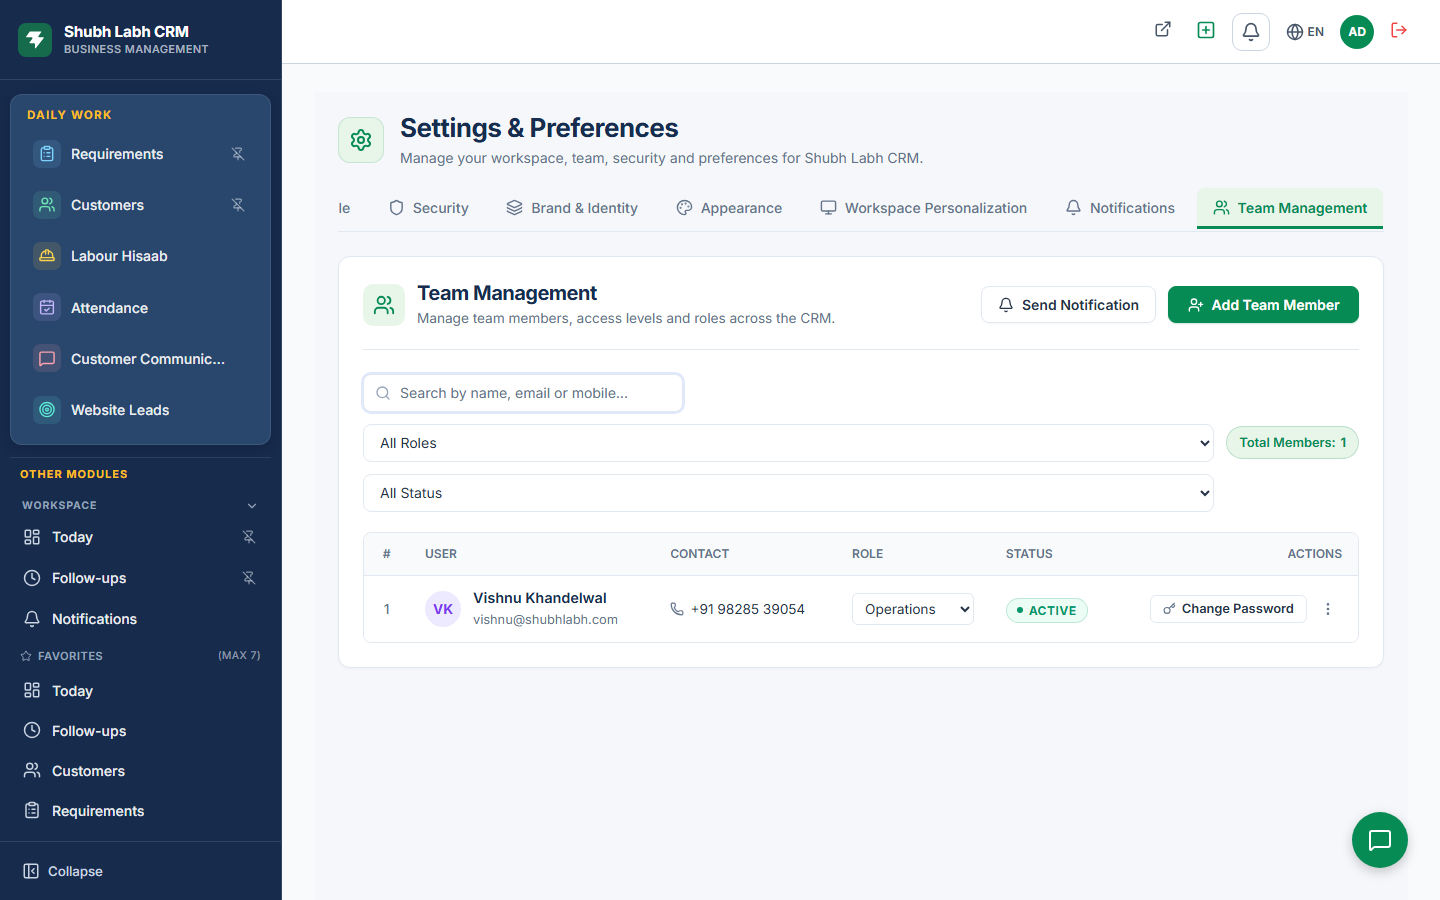 Shubh Labh CRM
BUSINESS MANAGEMENT
DAILY WORK
Requirements
Customers
Labour Hisaab
Attendance
Customer Communic...
Website Leads
OTHER MODULES
WORKSPACE
Today
Follow-ups
Notifications
FAVORITES (MAX 7)
Today
Follow-ups
Customers
Requirements
Collapse
EN
AD
Settings & Preferences
Manage your workspace, team, security and preferences for Shubh Labh CRM.
le Security Brand & Identity Appearance Workspace Personalization Notifications Team Management
Team Management
Manage team members, access levels and roles across the CRM.
Send Notification Add Team Member
Search by name, email or mobile...
All Roles
Total Members: 1
All Status
# USER CONTACT ROLE STATUS ACTIONS
1 VK Vishnu Khandelwal +91 98285 39054 Operations ACTIVE Change Password
vishnu@shubhlabh.com